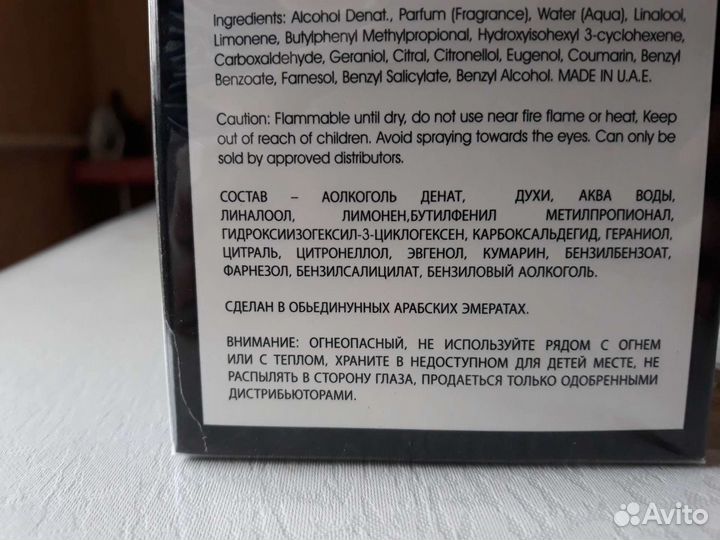 Ingredients: Alcohol Denat., Parfum (Fragrance), Water (Aqua), Linalool,
Limonene, Butylphenyl Methylpropional, Hydroxyisohexyl 3-cyclohexene,
Carboxaldehyde, Geraniol, Citral, Citronellol, Eugenol, Coumarin, Benzyl
Benzoate, Farnesol, Benzyl Salicylate, Benzyl Alcohol. MADE IN U.A.E.
Caution: Flammable until dry, do not use near fire flame or heat, Keep
out of reach of children. Avoid spraying towards the eyes. Can only be
sold by approved distributors.
СОСТАВ – АОЛКОГОЛЬ ДЕНАТ, ДУХИ, АКВА ВОДЫ,
ЛИНАЛООЛ, ЛИМОНЕН,БУТИЛФЕНИЛ МЕТИЛПРОПИОНАЛ,
ГИДРОКСИИЗОГЕКСИЛ-3-ЦИКЛОГЕКСЕН, КАРБОКСАЛЬДЕГИД, ГЕРАНИОЛ,
ЦИТРАЛЬ, ЦИТРОНЕЛЛОЛ, ЭВГЕНОЛ, КУМАРИН, БЕНЗИЛБЕНЗОАТ,
ФАРНЕЗОЛ, БЕНЗИЛСАЛИЦИЛАТ, БЕНЗИЛОВЫЙ АОЛКОГОЛЬ.
СДЕЛАН В ОБЬЕДИНУННЫХ АРАБСКИХ ЭМЕРАТАХ.
ВНИМАНИЕ: ОГНЕОПАСНЫЙ, НЕ ИСПОЛЬЗУЙТЕ РЯДОМ С ОГНЕМ
ИЛИ С ТЕПЛОМ, ХРАНИТЕ В НЕДОСТУПНОМ ДЛЯ ДЕТЕЙ МЕСТЕ, НЕ
РАСПЫЛЯТЬ В СТОРОНУ ГЛАЗА, ПРОДАЕТЬСЯ ТОЛЬКО ОДОБРЕННЫМИ
ДИСТРИБЬЮТОРАМИ.
Avito